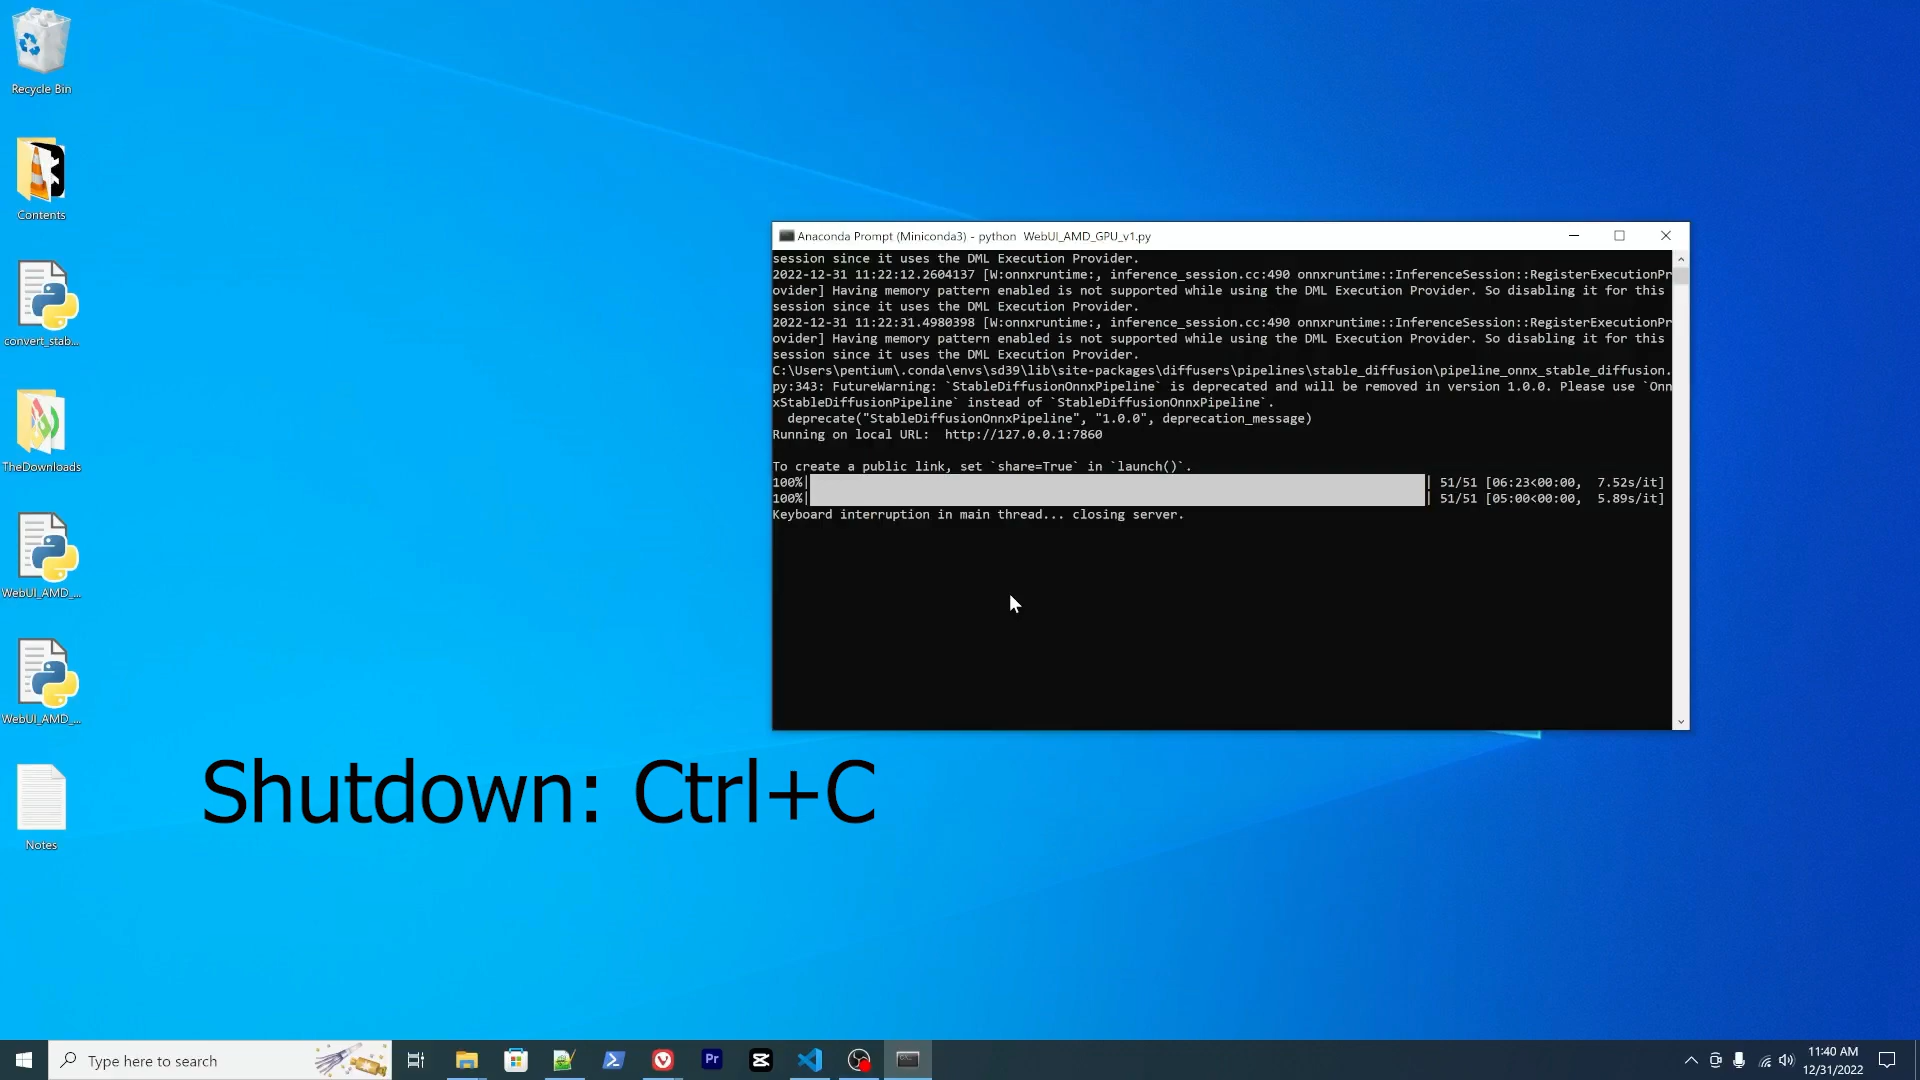 Recycle Bin
Contents
convert_stab...
TheDownloads
WebUI_AMD_...
WebUI_AMD_...
Notes
Anaconda Prompt (Miniconda3) - python  WebUI_AMD_GPU_v1.py
session since it uses the DML Execution Provider.
2022-12-31 11:22:12.2604137 [W:onnxruntime:, inference_session.cc:490 onnxruntime::InferenceSession::RegisterExecutionPr
ovider] Having memory pattern enabled is not supported while using the DML Execution Provider. So disabling it for this
session since it uses the DML Execution Provider.
2022-12-31 11:22:31.4980398 [W:onnxruntime:, inference_session.cc:490 onnxruntime::InferenceSession::RegisterExecutionPr
ovider] Having memory pattern enabled is not supported while using the DML Execution Provider. So disabling it for this
session since it uses the DML Execution Provider.
C:\Users\pentium\.conda\envs\sd39\lib\site-packages\diffusers\pipelines\stable_diffusion\pipeline_onnx_stable_diffusion.
py:343: FutureWarning: `StableDiffusionOnnxPipeline` is deprecated and will be removed in version 1.0.0. Please use `Onn
xStableDiffusionPipeline` instead of `StableDiffusionOnnxPipeline`.
  deprecate("StableDiffusionOnnxPipeline", "1.0.0", deprecation_message)
Running on local URL:  http://127.0.0.1:7860
To create a public link, set `share=True` in `launch()`.
100%| | 51/51 [06:23<00:00,  7.52s/it]
100%| | 51/51 [05:00<00:00,  5.89s/it]
Keyboard interruption in main thread... closing server.
Shutdown: Ctrl+C
Type here to search
Pr
11:40 AM
12/31/2022